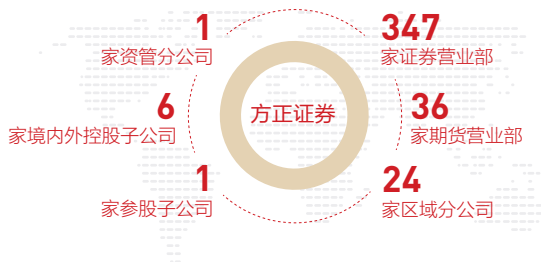 1
家资管分公司
6
家境内外控股子公司
1
家参股子公司
方正证券
347
家证券营业部
36
家期货营业部
24
家区域分公司